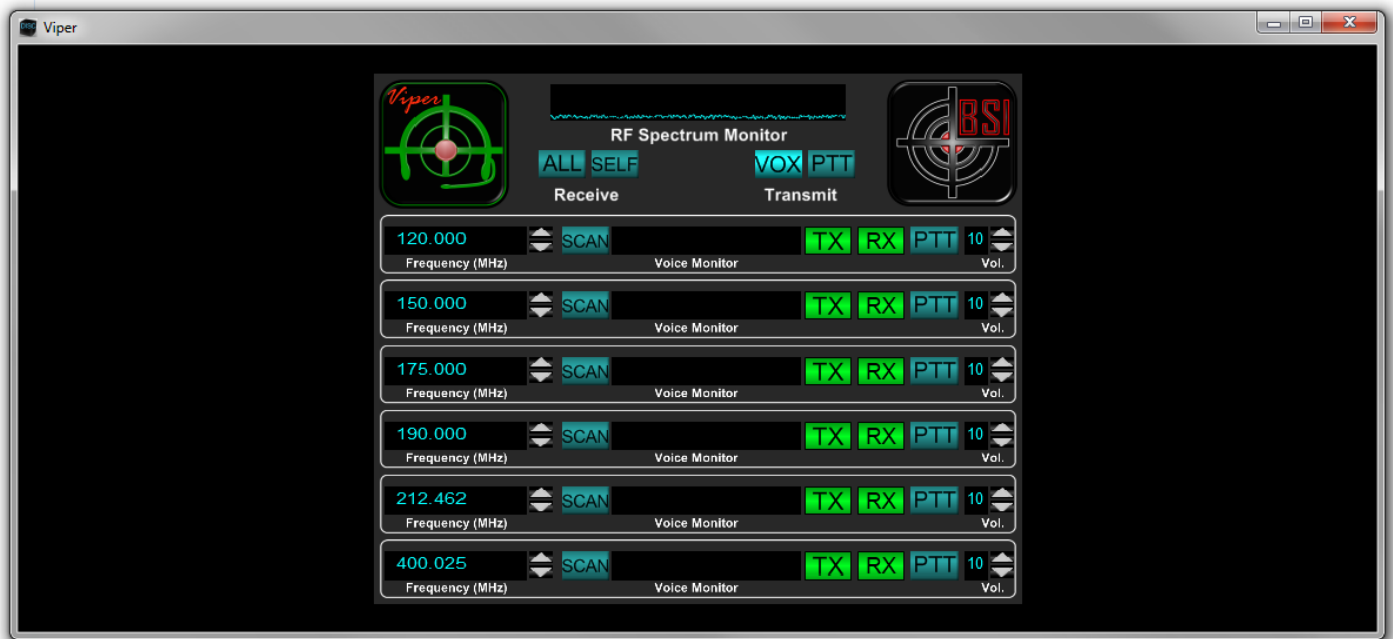 Viper
Viper
BSI
RF Spectrum Monitor
ALL SELF VOX PTT
Receive Transmit
120.000 SCAN TX RX PTT 10
Frequency (MHz) Voice Monitor Vol.
150.000 SCAN TX RX PTT 10
Frequency (MHz) Voice Monitor Vol.
175.000 SCAN TX RX PTT 10
Frequency (MHz) Voice Monitor Vol.
190.000 SCAN TX RX PTT 10
Frequency (MHz) Voice Monitor Vol.
212.462 SCAN TX RX PTT 10
Frequency (MHz) Voice Monitor Vol.
400.025 SCAN TX RX PTT 10
Frequency (MHz) Voice Monitor Vol.